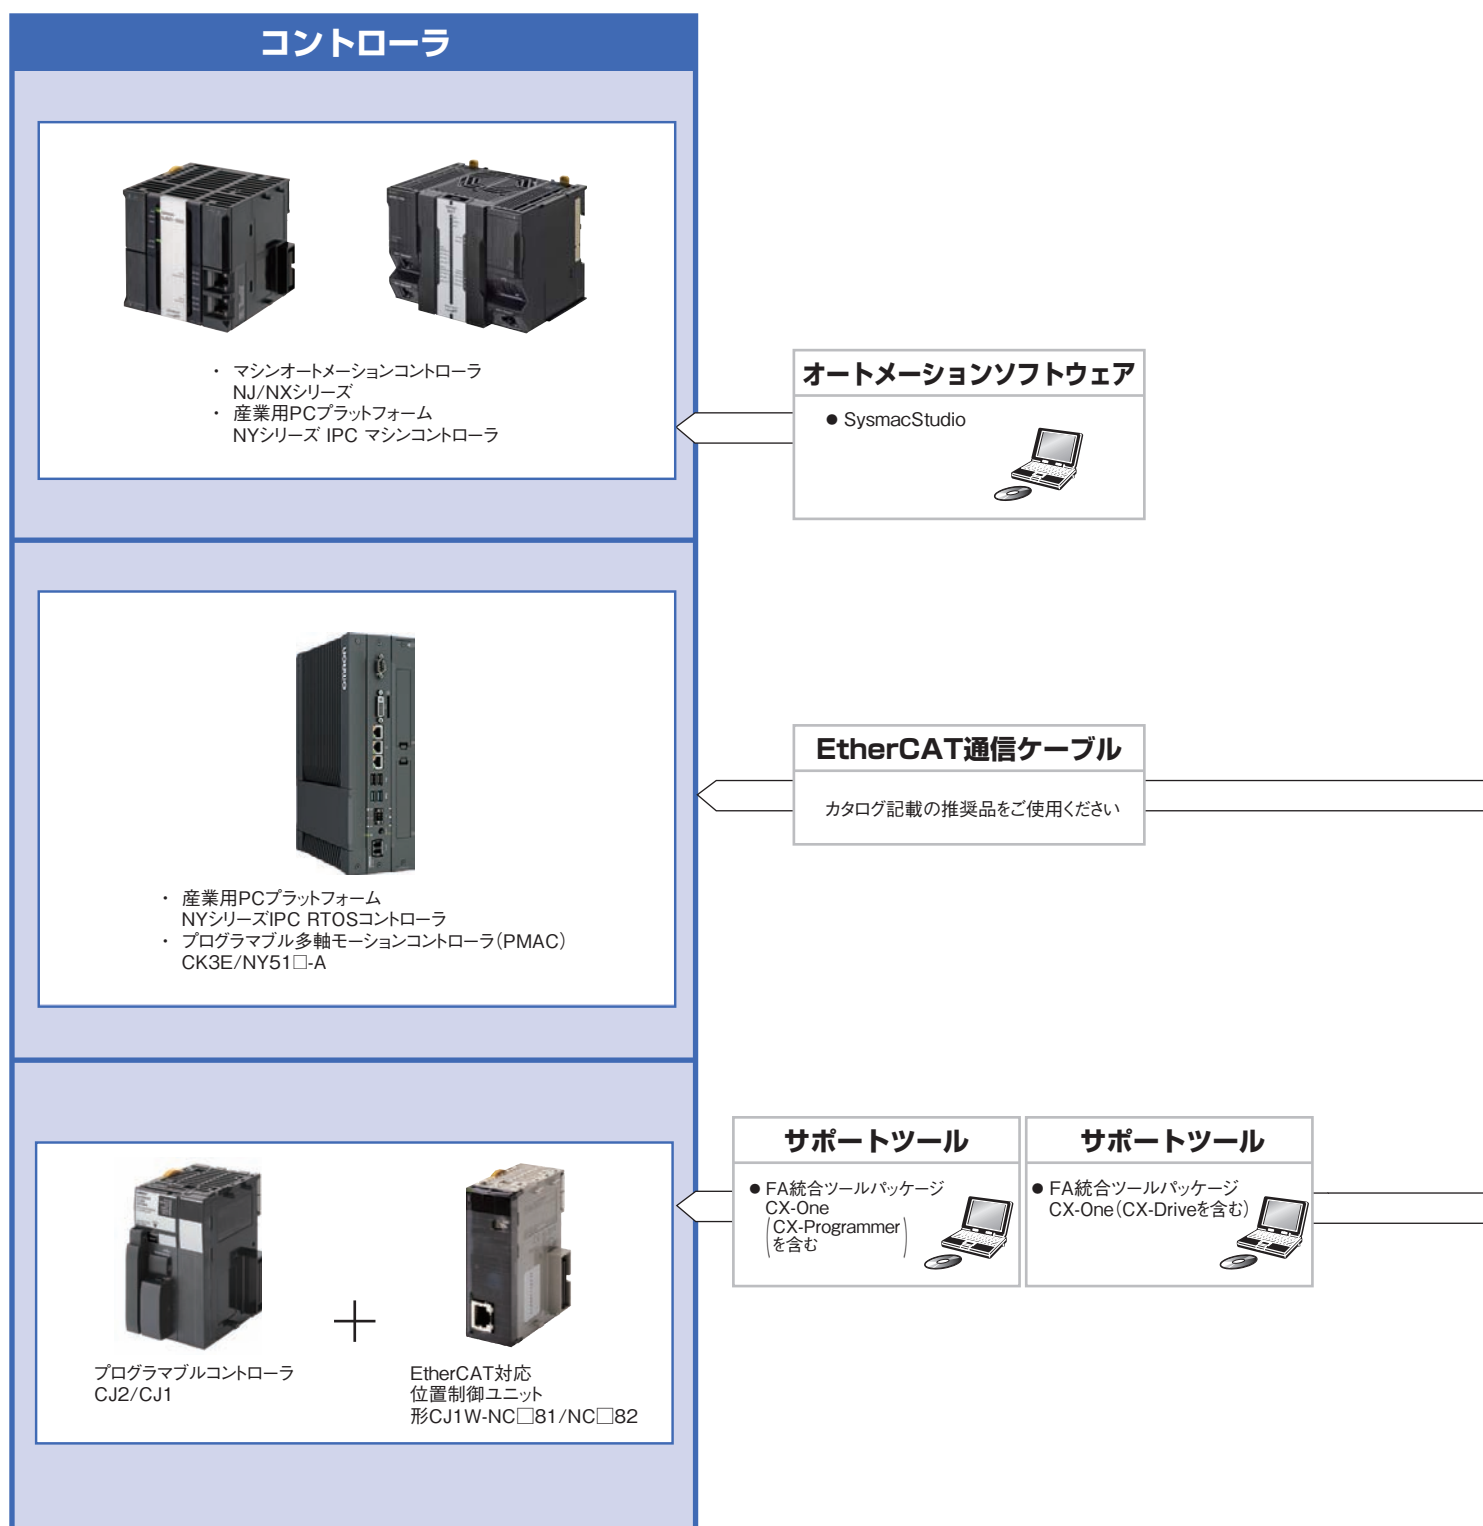 コントローラ
・ マシンオートメーションコントローラ
NJ/NXシリーズ
・ 産業用PCプラットフォーム
NYシリーズ IPC マシンコントローラ
オートメーションソフトウェア
● SysmacStudio
omron
・ 産業用PCプラットフォーム
NYシリーズIPC RTOSコントローラ
・ プログラマブル多軸モーションコントローラ(PMAC)
CK3E/NY51□-A
EtherCAT通信ケーブル
カタログ記載の推奨品をご使用ください
サポートツール
● FA統合ツールパッケージ
CX-One
(CX-Programmer
を含む)
サポートツール
● FA統合ツールパッケージ
CX-One(CX-Driveを含む)
+
プログラマブルコントローラ
CJ2/CJ1
EtherCAT対応
位置制御ユニット
形CJ1W-NC□81/NC□82